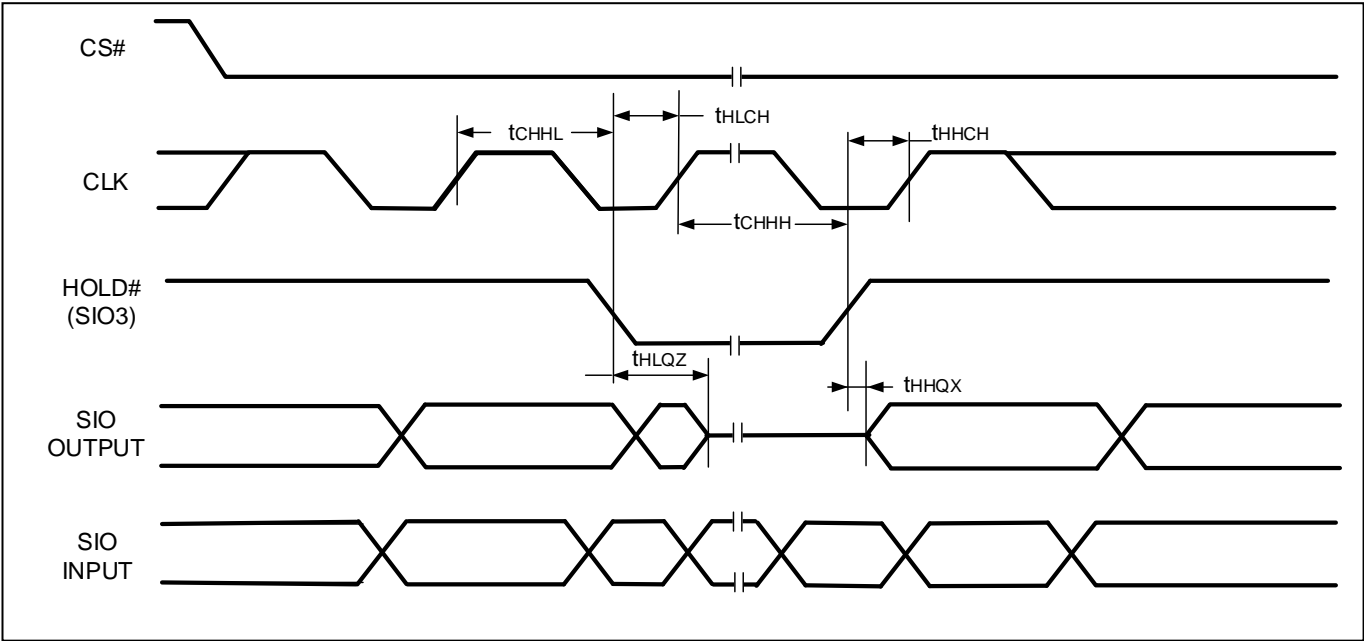 CS#
tHLCH
tCHHL
tHHCH
CLK
tCHHH
HOLD#
(SIO3)
tHLQZ
tHHQX
SIO
OUTPUT
SIO
INPUT